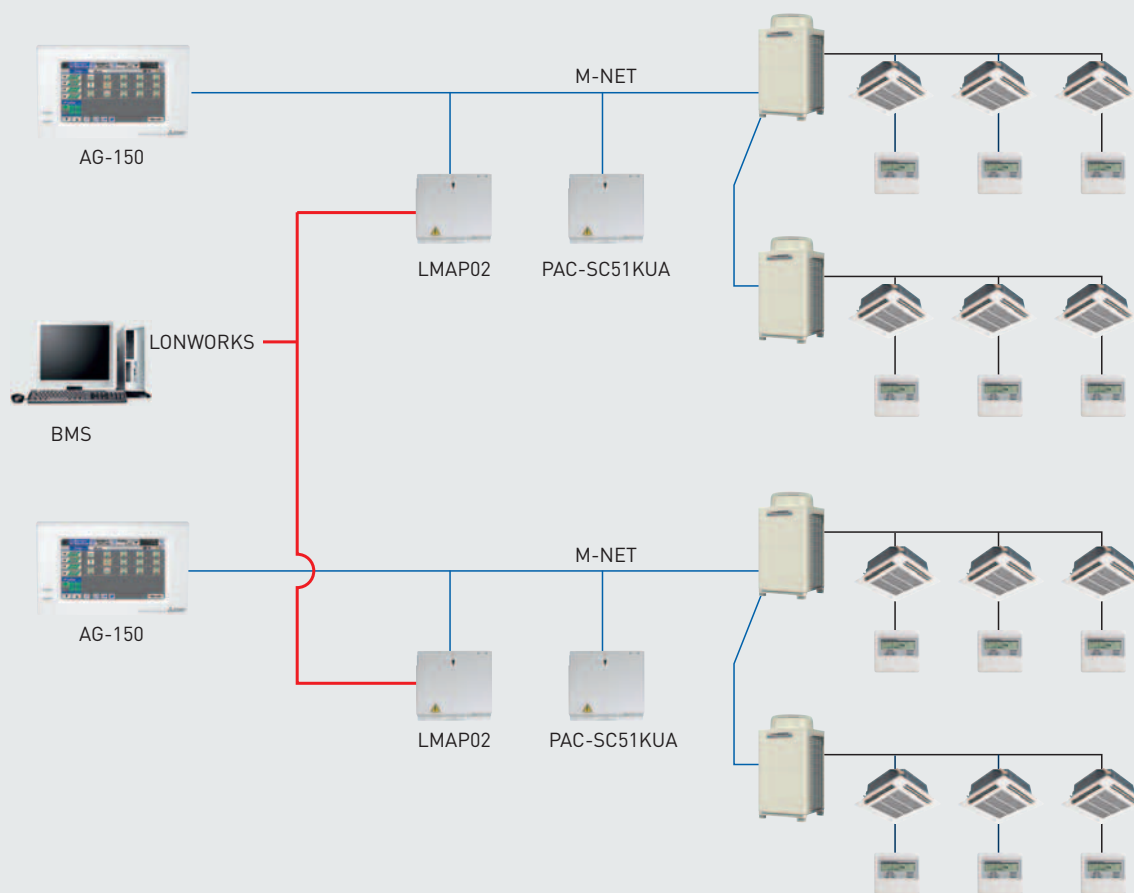 M-NET
AG-150
LMAP02
PAC-SC51KUA
LONWORKS
BMS
M-NET
AG-150
LMAP02
PAC-SC51KUA